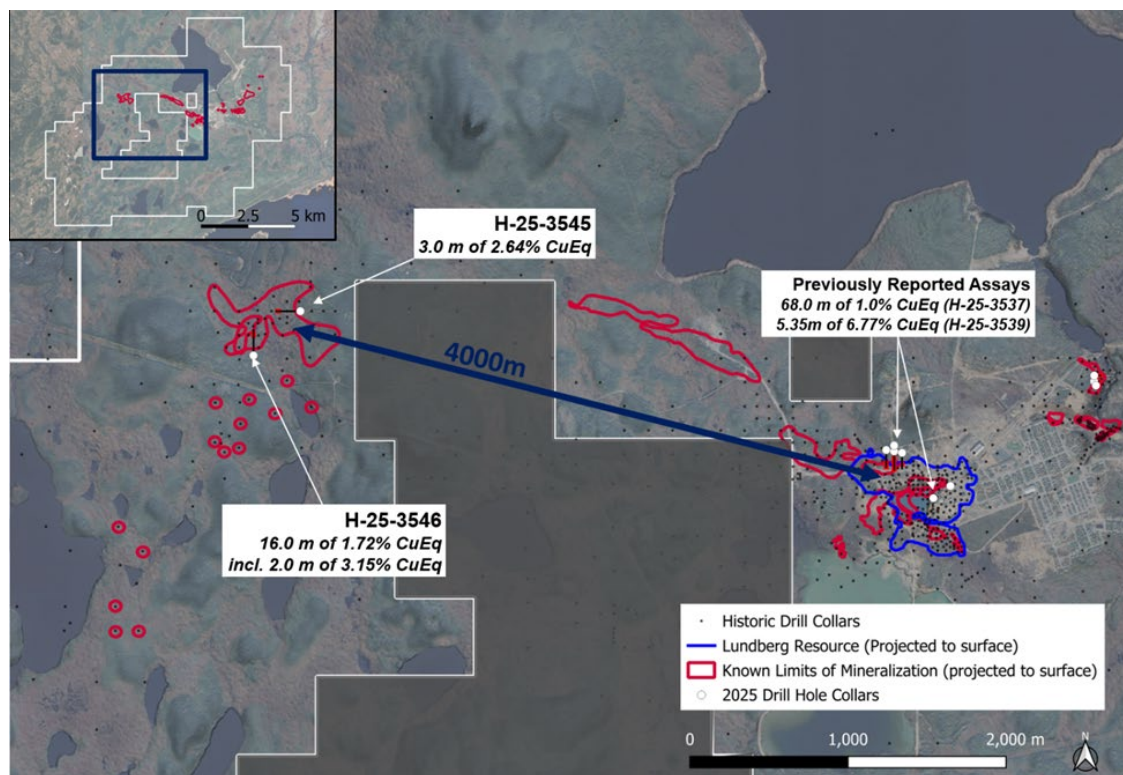 0 2.5 5 km
H-25-3545
3.0 m of 2.64% CuEq
Previously Reported Assays
68.0 m of 1.0% CuEq (H-25-3537)
5.35m of 6.77% CuEq (H-25-3539)
4000m
H-25-3546
16.0 m of 1.72% CuEq
incl. 2.0 m of 3.15% CuEq
Historic Drill Collars
Lundberg Resource (Projected to surface)
Known Limits of Mineralization (projected to surface)
2025 Drill Hole Collars
0 1,000 2,000 m
N